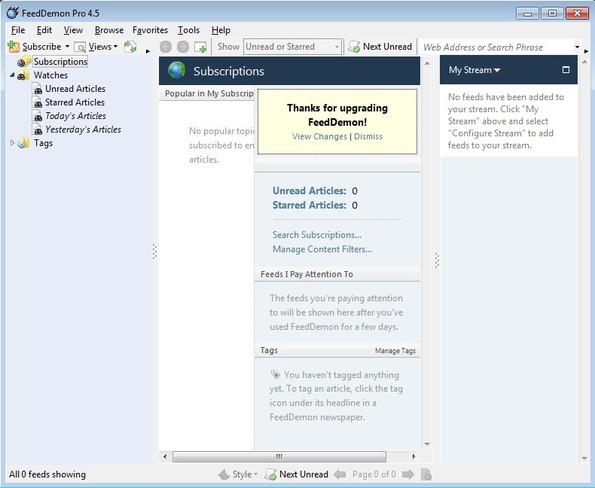 FeedDemon Pro 4.5
File Edit View Browse Favorites Tools Help
Subscribe Views Show Unread or Starred Next Unread Web Address or Search Phrase
Subscriptions
Watches
Unread Articles
Starred Articles
Today's Articles
Yesterday's Articles
Tags
Subscriptions
Popular in My Subscrip
No popular topic
subscribed to en
articles.
Thanks for upgrading
FeedDemon!
View Changes | Dismiss
Unread Articles: 0
Starred Articles: 0
Search Subscriptions...
Manage Content Filters...
Feeds I Pay Attention To
The feeds you're paying attention
to will be shown here after you've
used FeedDemon for a few days.
Tags Manage Tags
You haven't tagged anything
yet. To tag an article, click the tag
icon under its headline in a
FeedDemon newspaper.
My Stream
No feeds have been added to
your stream. Click "My
Stream" above and select
"Configure Stream" to add
feeds to your stream.
All 0 feeds showing Style Next Unread Page 0 of 0